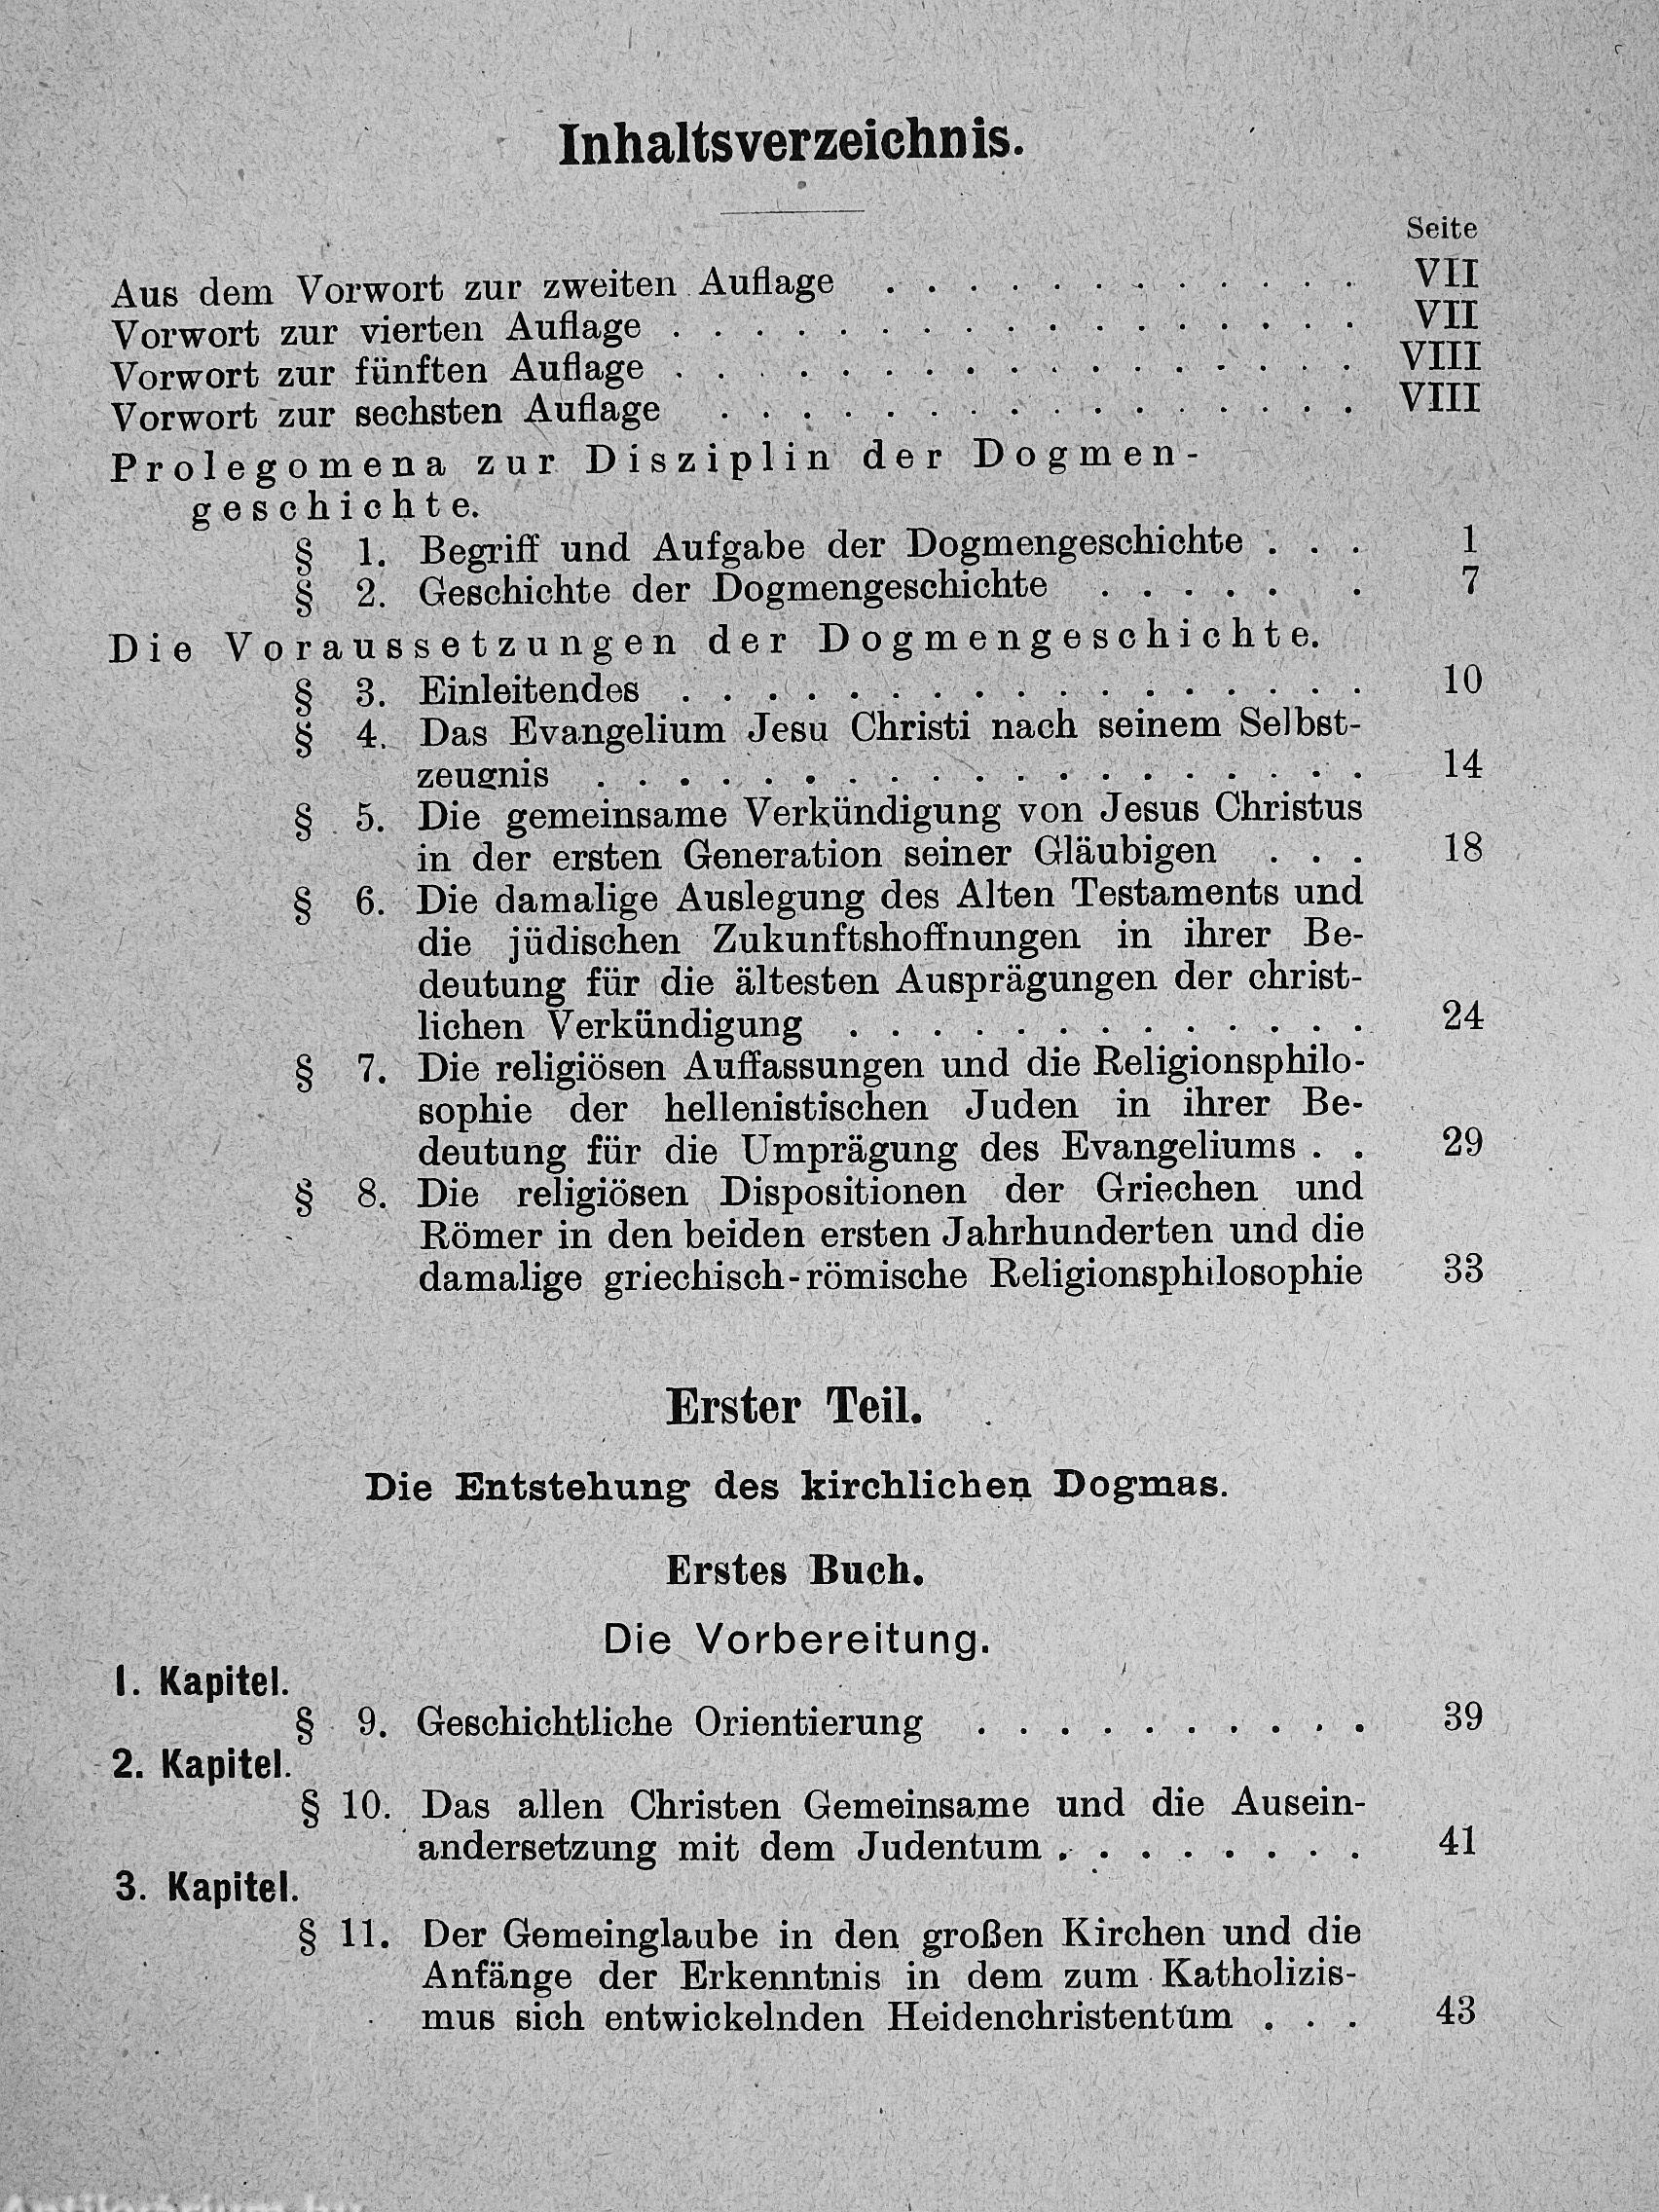 Inhaltsverzeichnis.
Seite
Aus dem Vorwort zur zweiten Auflage . . . . . . . . . . . . VII
Vorwort zur vierten Auflage . . . . . . . . . . . . . . . . . VII
Vorwort zur fünften Auflage . . . . . . . . . . . . . . . . . VIII
Vorwort zur sechsten Auflage . . . . . . . . . . . . . . . . VIII
Prolegomena zur Disziplin der Dogmen-
geschichte.
§ 1. Begriff und Aufgabe der Dogmengeschichte . . . 1
§ 2. Geschichte der Dogmengeschichte . . . . . . 7
Die Voraussetzungen der Dogmengeschichte.
§ 3. Einleitendes . . . . . . . . . . . . . . . . . 10
§ 4. Das Evangelium Jesu Christi nach seinem Selbst-
zeugnis . . . . . . . . . . . . . . . . . . . 14
§ 5. Die gemeinsame Verkündigung von Jesus Christus
in der ersten Generation seiner Gläubigen . . . 18
§ 6. Die damalige Auslegung des Alten Testaments und
die jüdischen Zukunftshoffnungen in ihrer Be-
deutung für die ältesten Ausprägungen der christ-
lichen Verkündigung . . . . . . . . . . . . . 24
§ 7. Die religiösen Auffassungen und die Religionsphilo-
sophie der hellenistischen Juden in ihrer Be-
deutung für die Umprägung des Evangeliums . . 29
§ 8. Die religiösen Dispositionen der Griechen und
Römer in den beiden ersten Jahrhunderten und die
damalige griechisch-römische Religionsphilosophie 33
Erster Teil.
Die Entstehung des kirchlichen Dogmas.
Erstes Buch.
Die Vorbereitung.
1. Kapitel.
§ 9. Geschichtliche Orientierung . . . . . . . . . . 39
2. Kapitel.
§ 10. Das allen Christen Gemeinsame und die Ausein-
andersetzung mit dem Judentum . . . . . . . . 41
3. Kapitel.
§ 11. Der Gemeinglaube in den großen Kirchen und die
Anfänge der Erkenntnis in dem zum Katholizis-
mus sich entwickelnden Heidenchristentum . . . 43